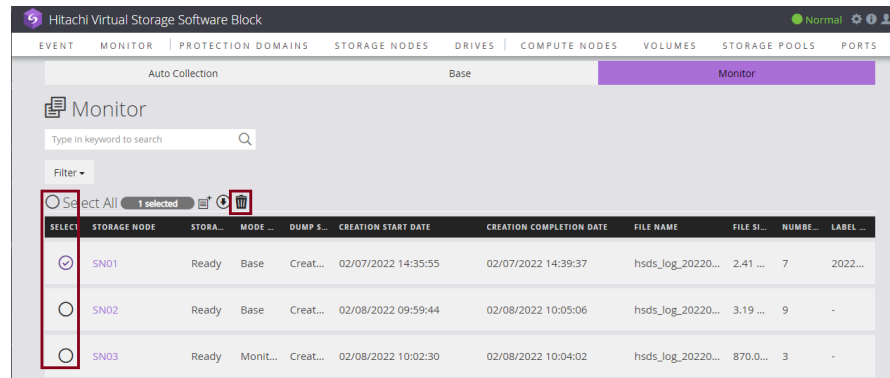 Hitachi Virtual Storage Software Block Normal
EVENT MONITOR PROTECTION DOMAINS STORAGE NODES DRIVES COMPUTE NODES VOLUMES STORAGE POOLS PORTS
Auto Collection Base Monitor
Monitor
Type in keyword to search
Filter
Select All 1 selected
SELECT STORAGE NODE STORA... MODE ... DUMP S... CREATION START DATE CREATION COMPLETION DATE FILE NAME FILE SI... NUMBE... LABEL ...
SN01 Ready Base Creat... 02/07/2022 14:35:55 02/07/2022 14:39:37 hsds_log_20220... 2.41 ... 7 2022...
SN02 Ready Base Creat... 02/08/2022 09:59:44 02/08/2022 10:05:06 hsds_log_20220... 3.19 ... 9 -
SN03 Ready Monit... Creat... 02/08/2022 10:02:30 02/08/2022 10:04:02 hsds_log_20220... 870.0... 3 -